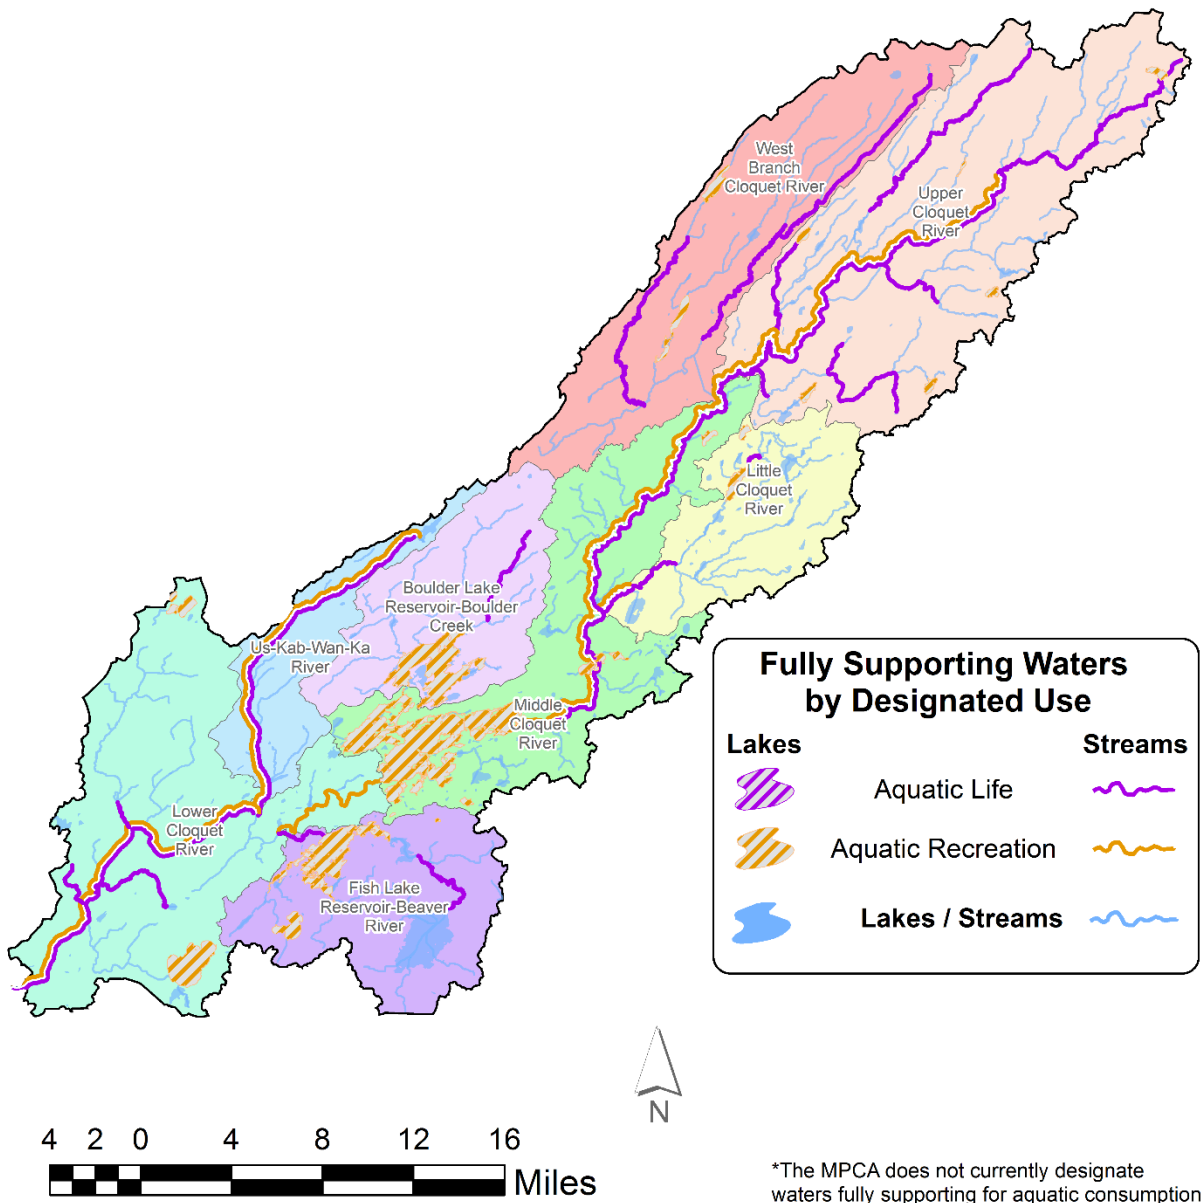 West
Branch
Cloquet River
Upper
Cloquet
River
Little
Cloquet
River
Boulder Lake
Reservoir-Boulder
Creek
Us-Kab-Wan-Ka
River
Middle
Cloquet
River
Lower
Cloquet
River
Fish Lake
Reservoir-Beaver
River
Fully Supporting Waters
by Designated Use
Lakes Streams
Aquatic Life
Aquatic Recreation
Lakes / Streams
N
4 2 0 4 8 12 16
Miles
*The MPCA does not currently designate
waters fully supporting for aquatic consumption